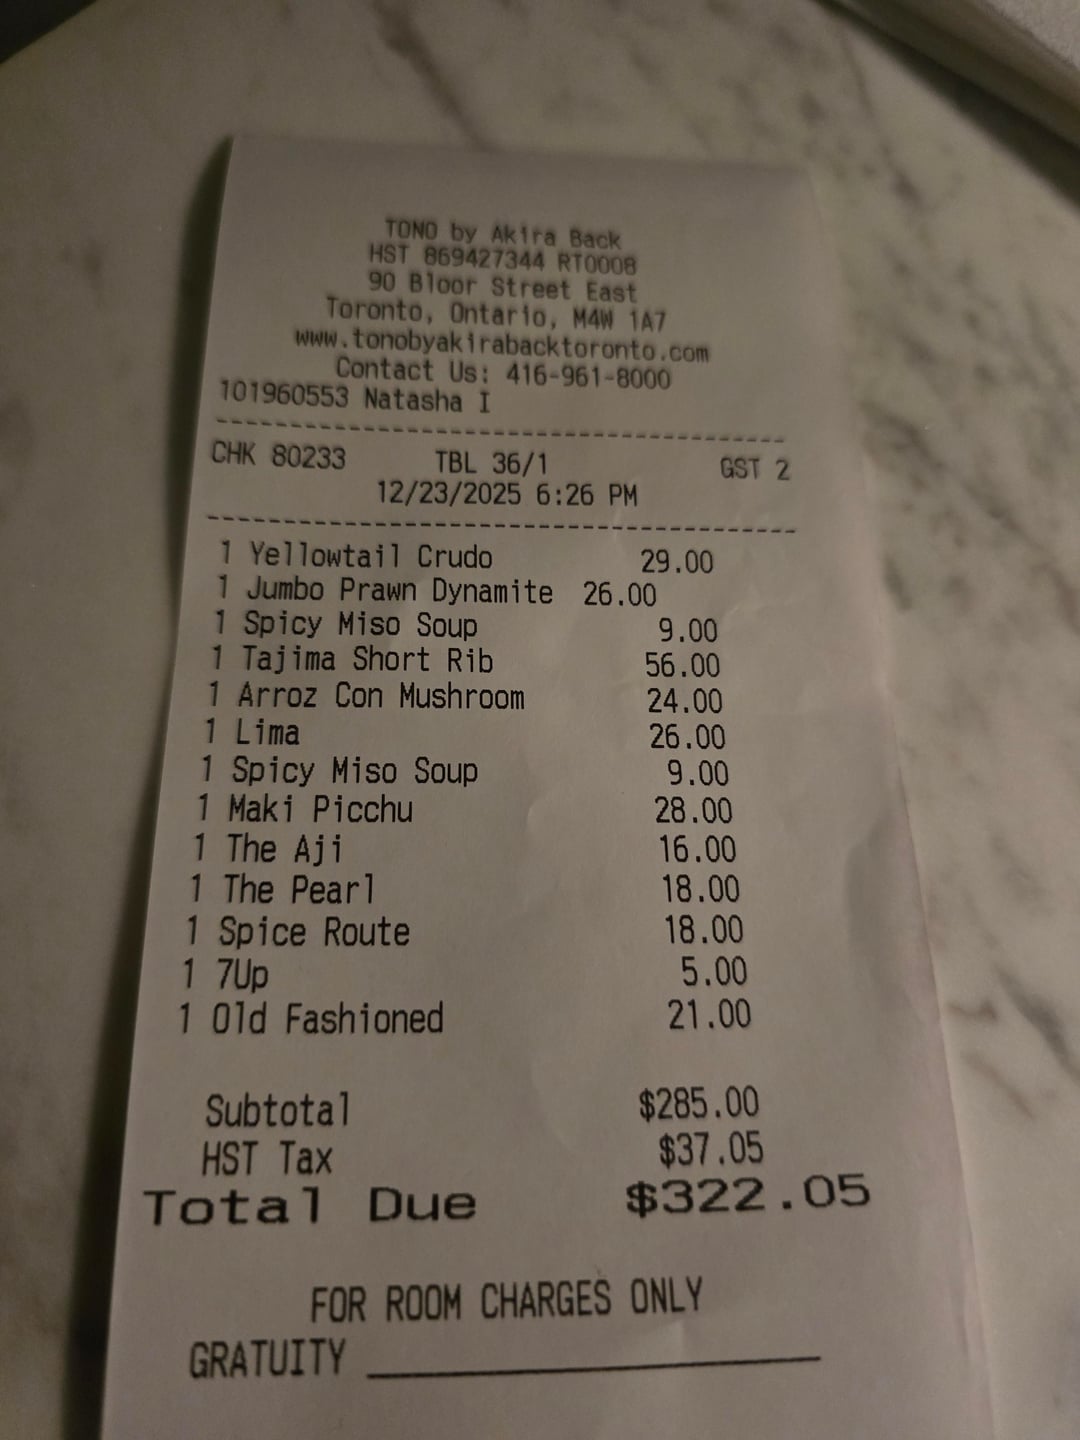 TONO by Akira Back
HST 869427344 RT0008
90 Bloor Street East
Toronto, Ontario, M4W 1A7
www.tonobyakirabacktoronto.com
Contact Us: 416-961-8000
101960553 Natasha I
CHK 80233 TBL 36/1 GST 2
12/23/2025 6:26 PM
1 Yellowtail Crudo 29.00
1 Jumbo Prawn Dynamite 26.00
1 Spicy Miso Soup 9.00
1 Tajima Short Rib 56.00
1 Arroz Con Mushroom 24.00
1 Lima 26.00
1 Spicy Miso Soup 9.00
1 Maki Picchu 28.00
1 The Aji 16.00
1 The Pearl 18.00
1 Spice Route 18.00
1 7Up 5.00
1 Old Fashioned 21.00
Subtotal $285.00
HST Tax $37.05
Total Due $322.05
FOR ROOM CHARGES ONLY
GRATUITY